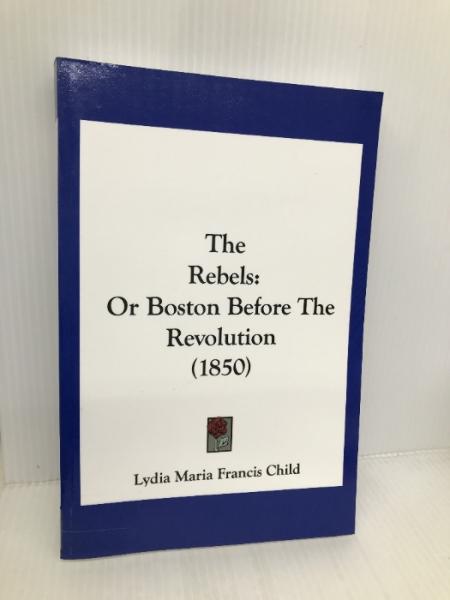 The
Rebels:
Or Boston Before The
Revolution
(1850)
Lydia Maria Francis Child